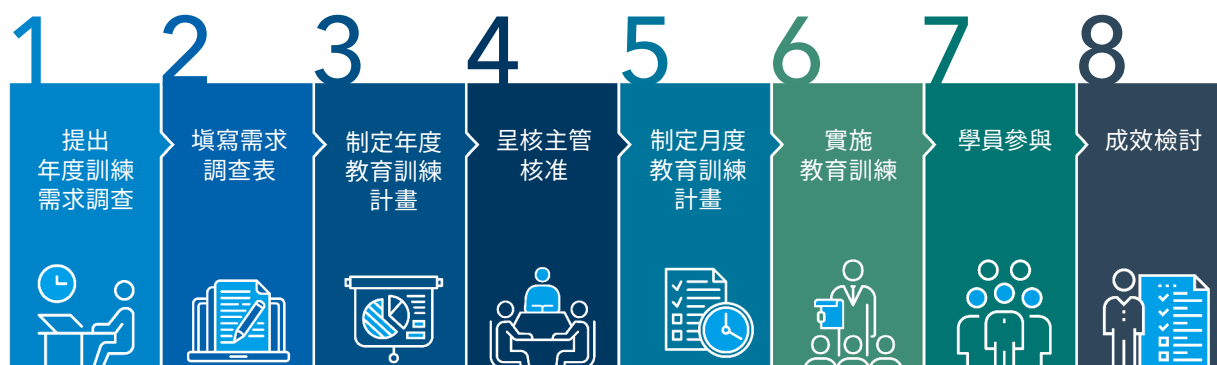 1
提出
年度訓練
需求調查
2
填寫需求
調查表
3
制定年度
教育訓練
計畫
4
呈核主管
核准
5
制定月度
教育訓練
計畫
6
實施
教育訓練
7
學員參與
8
成效檢討